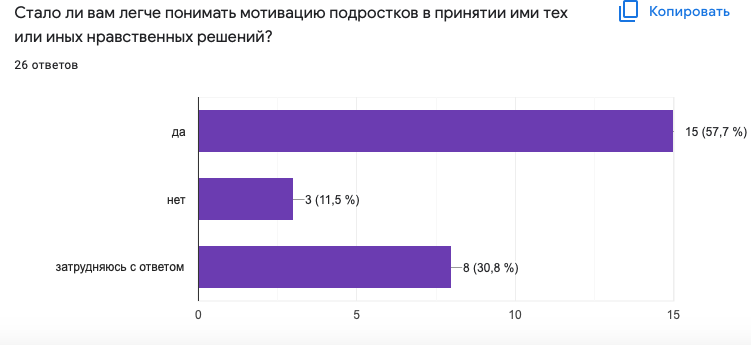 Стало ли вам легче понимать мотивацию подростков в принятии ими тех
или иных нравственных решений?
Копировать
26 ответов
да
15 (57,7 %)
нет
3 (11,5 %)
затрудняюсь с ответом
8 (30,8 %)
0
5
10
15